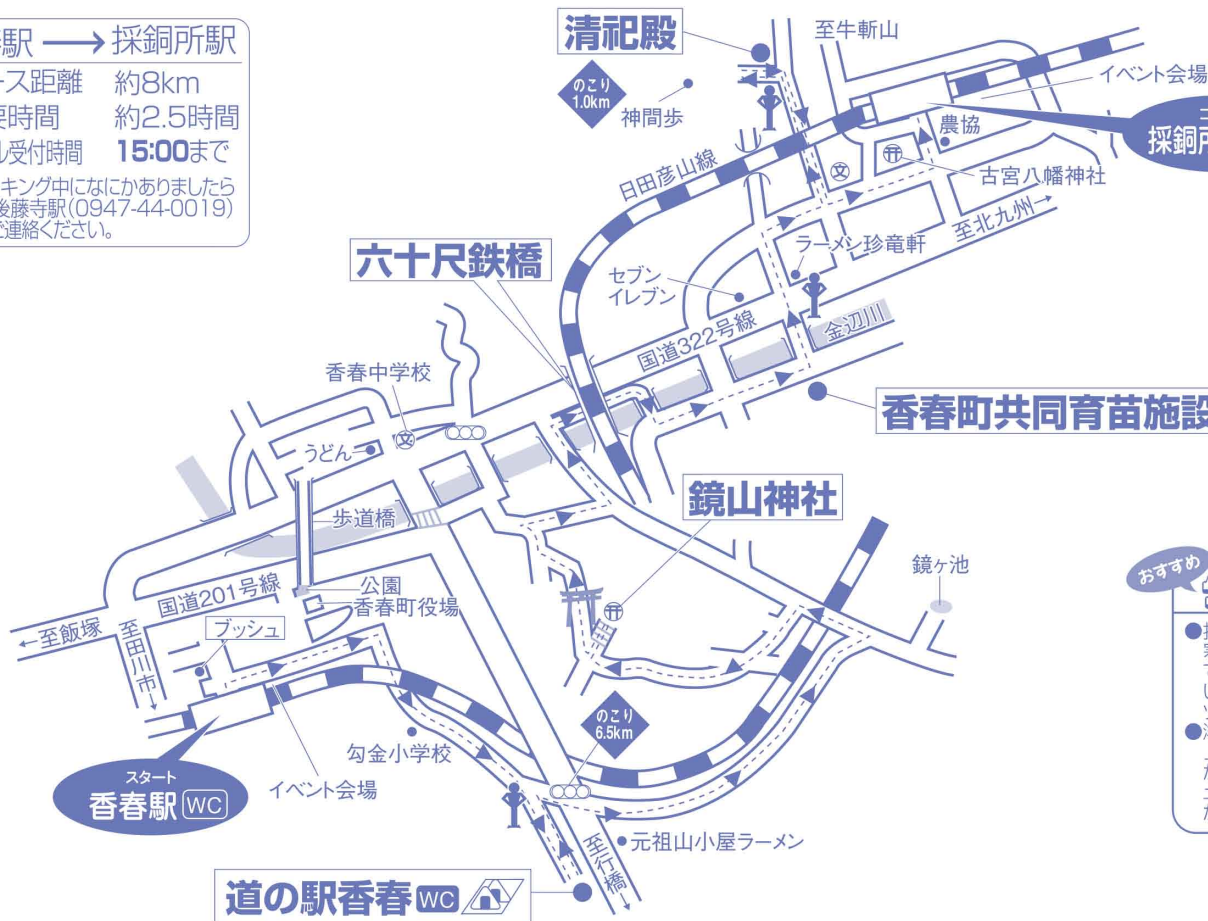 駅→採銅所駅
ース距離 約8km
要時間 約2.5時間
ル受付時間 15:00まで
キング中になにかありましたら
後藤寺駅(0947-44-0019)
ご連絡ください。
清祀殿
のこり
1.0km
神間歩
至牛斬山
イベント会場
採銅所
農協
文
古宮八幡神社
日田彦山線
至北九州→
ラーメン珍竜軒
セブン
イレブン
国道322号線
金辺川
六十尺鉄橋
香春中学校
文
うどん
香春町共同育苗施設
鏡山神社
歩道橋
鏡ヶ池
国道201号線
公園
香春町役場
←至飯塚
至田川市
ブッシュ
のこり
6.5km
勾金小学校
イベント会場
スタート
香春駅 WC
元祖山小屋ラーメン
至行橋
道の駅香春 WC
おすすめ